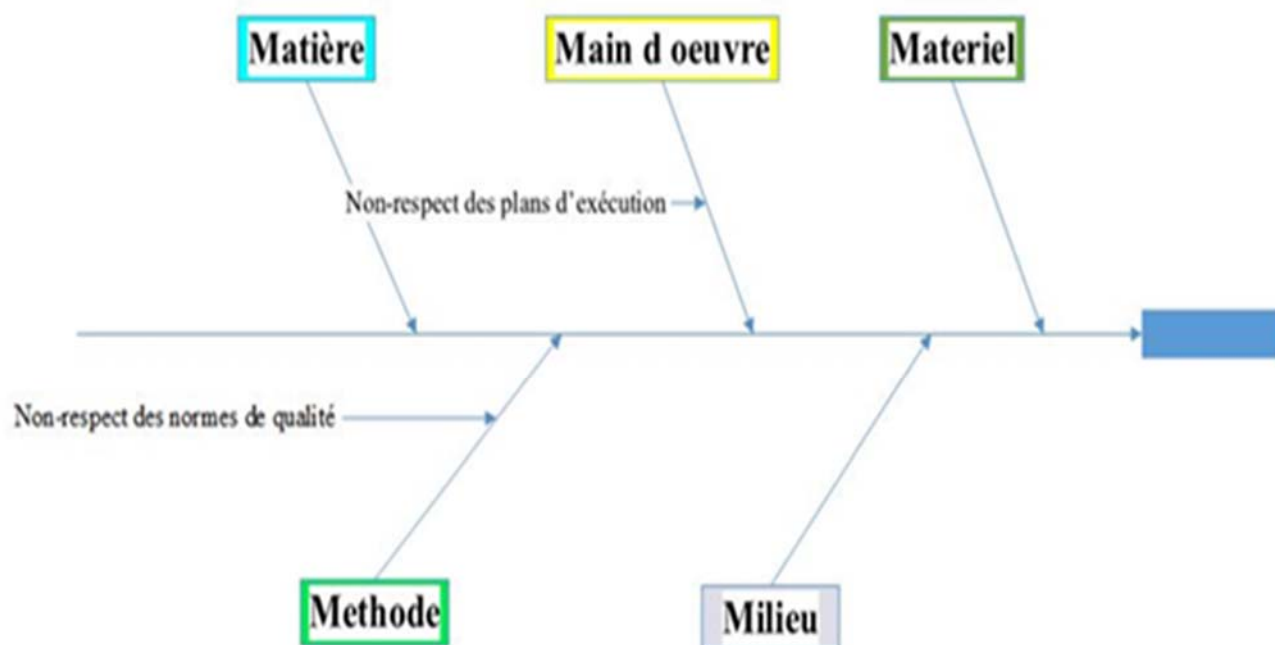 Matière
Main d oeuvre
Materiel
Non-respect des plans d’exécution
Non-respect des normes de qualité
Methode
Milieu